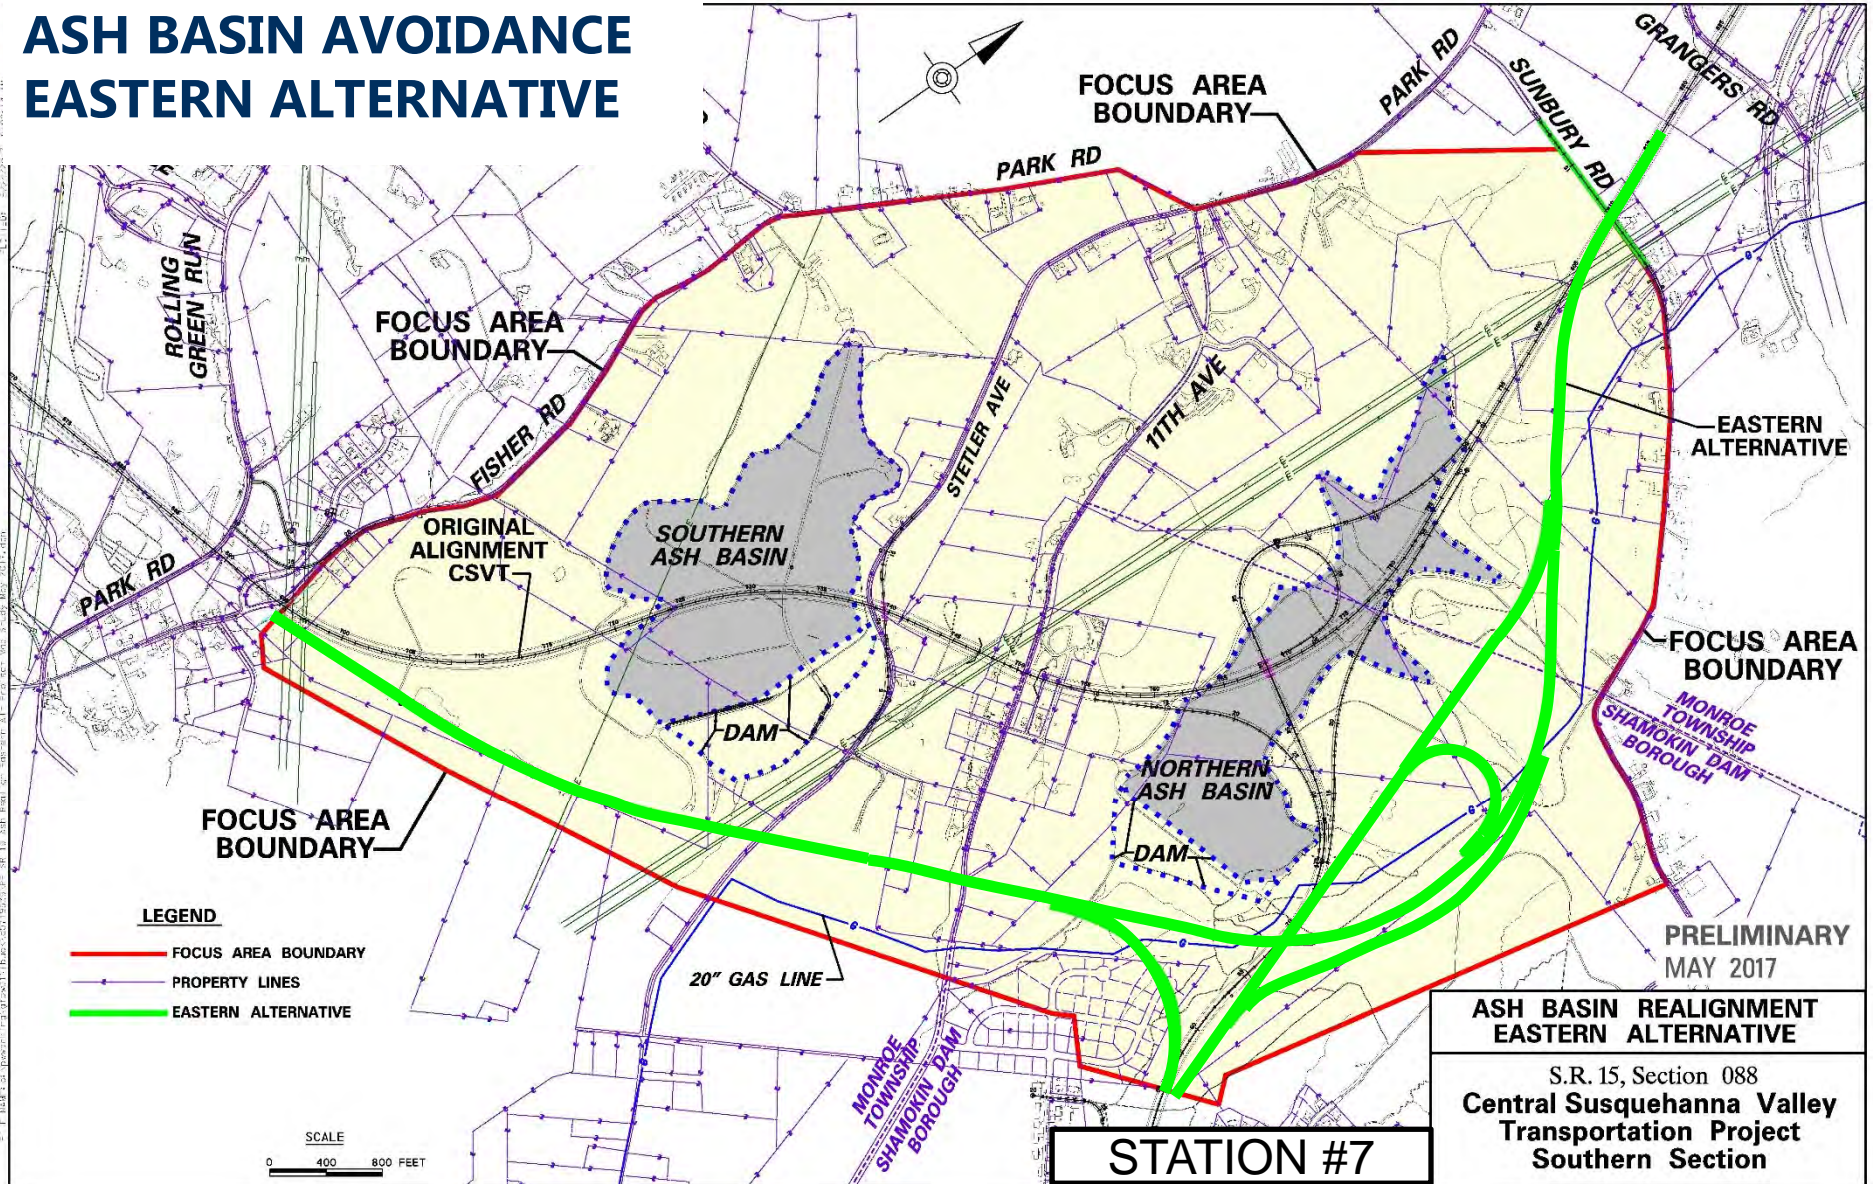 ASH BASIN AVOIDANCE
EASTERN ALTERNATIVE
FOCUS AREA
BOUNDARY
PARK RD
SUNBURY RD
GRANGERS RD
PARK RD
ROLLING
GREEN RUN
FOCUS AREA
BOUNDARY
FISHER RD
STETLER AVE
11TH AVE
EASTERN
ALTERNATIVE
ORIGINAL
ALIGNMENT
CSVT
SOUTHERN
ASH BASIN
PARK RD
FOCUS AREA
BOUNDARY
MONROE
TOWNSHIP
SHAMOKIN DAM
BOROUGH
DAM
NORTHERN
ASH BASIN
DAM
FOCUS AREA
BOUNDARY
LEGEND
FOCUS AREA BOUNDARY
PROPERTY LINES
EASTERN ALTERNATIVE
20" GAS LINE
MONROE
TOWNSHIP
SHAMOKIN DAM
BOROUGH
SCALE
0 400 800 FEET
PRELIMINARY
MAY 2017
ASH BASIN REALIGNMENT
EASTERN ALTERNATIVE
S.R. 15, Section 088
Central Susquehanna Valley
Transportation Project
Southern Section
STATION #7